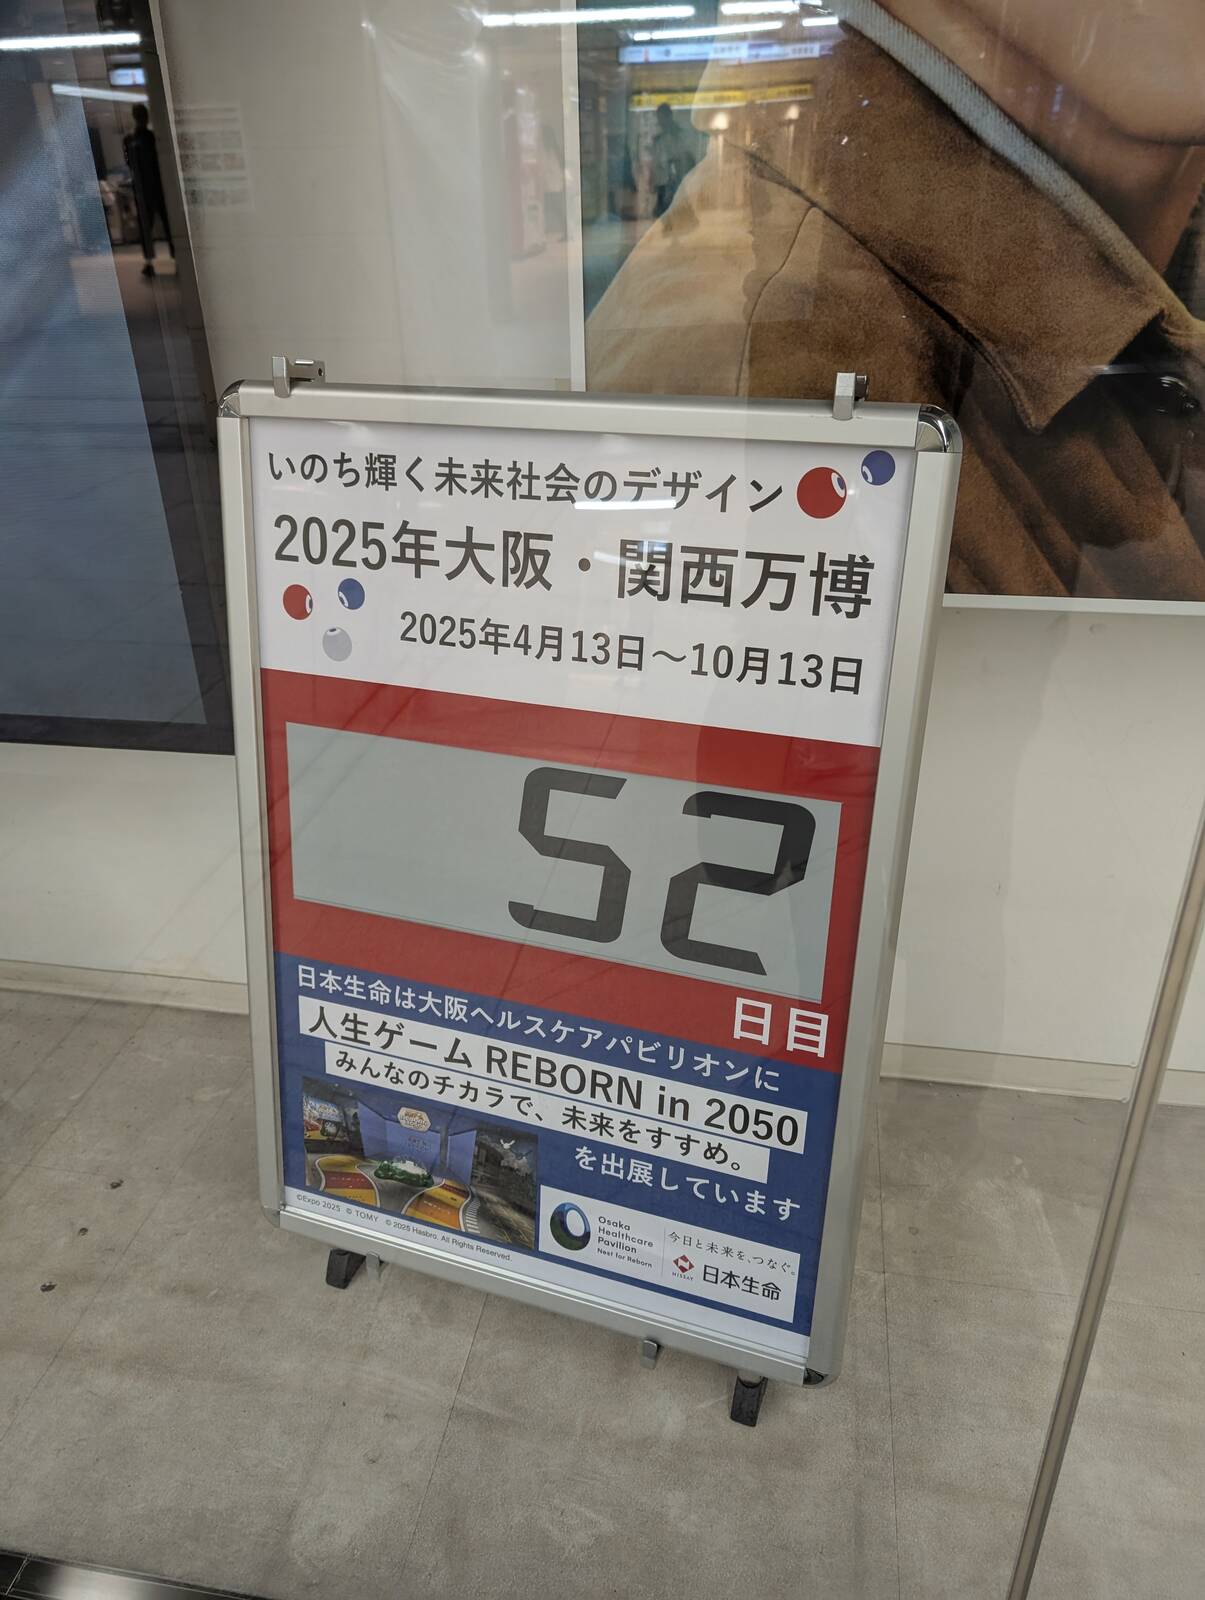 いのち輝く未来社会のデザイン
2025年大阪・関西万博
2025年4月13日～10月13日
52
日目
日本生命は大阪ヘルスケアパビリオンに
人生ゲーム REBORN in 2050
みんなのチカラで、未来をすすめ。
を出展しています
©Expo 2025 © TOMY © 2025 Hasbro. All Rights Reserved.
Osaka
Healthcare
Pavilion
Nest for Reborn
今日と未来を、つなぐ。
NISSAY
日本生命